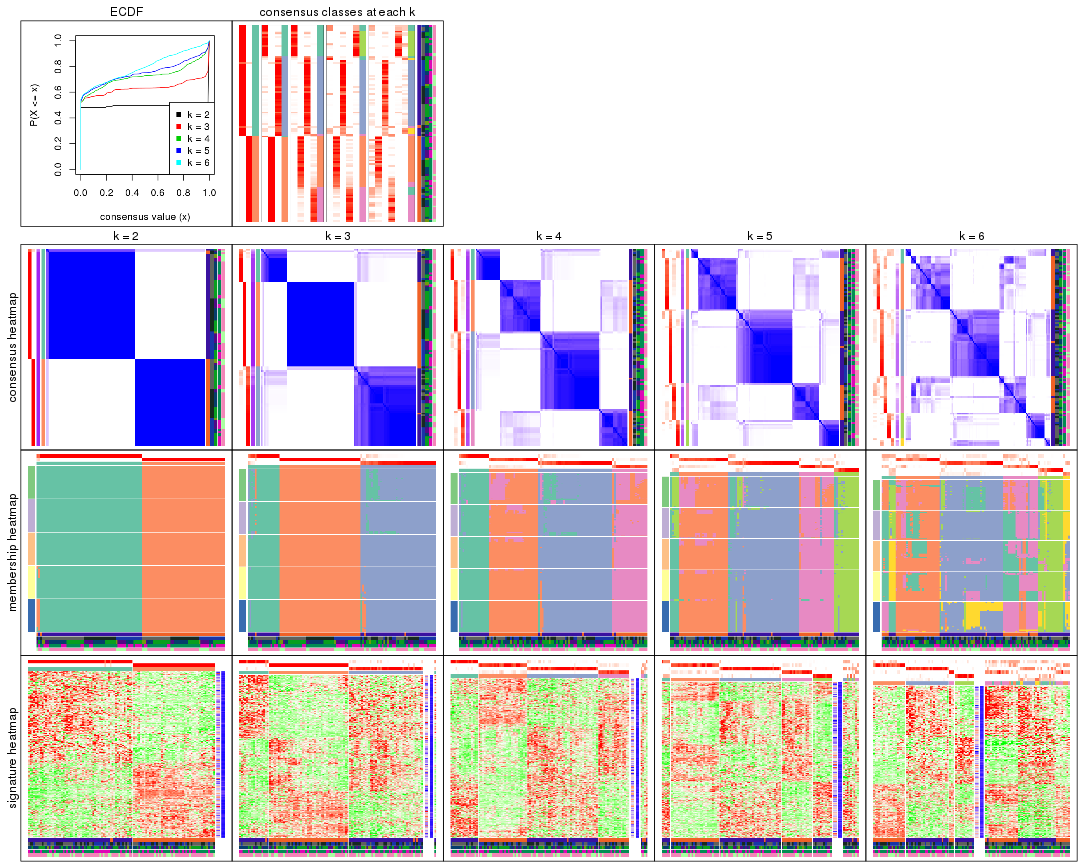 ECDF
consensus classes at each k
P(X <= x)
1.0
0.8
0.6
0.4
0.2
0.0
k = 2
k = 3
k = 4
k = 5
k = 6
0.0 0.2 0.4 0.6 0.8 1.0
consensus value (x)
k = 2
k = 3
k = 4
k = 5
k = 6
consensus heatmap
membership heatmap
signature heatmap